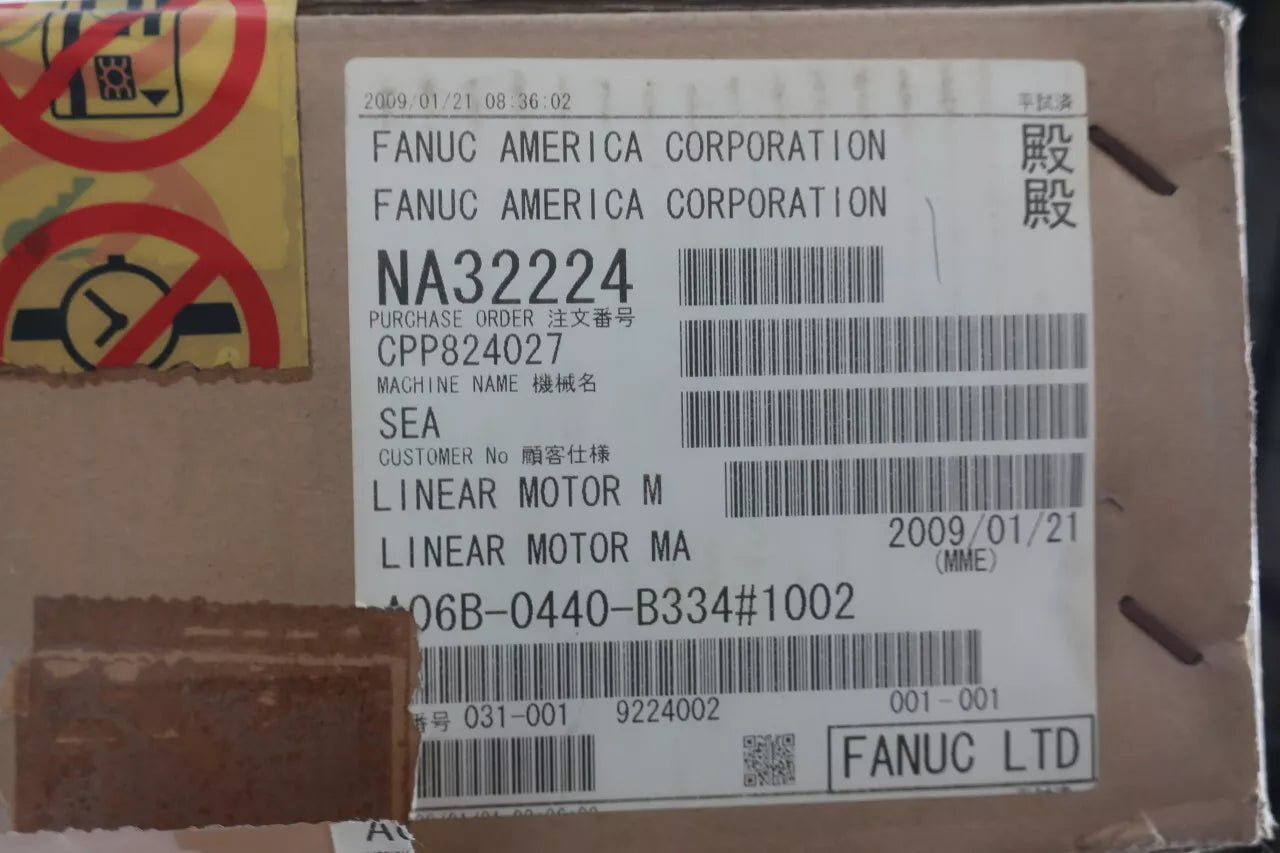 2009/01/21 08:36:02 平試済
FANUC AMERICA CORPORATION 殿
FANUC AMERICA CORPORATION 殿
NA32224
PURCHASE ORDER 注文番号
CPP824027
MACHINE NAME 機械名
SEA
CUSTOMER No 顧客仕様
LINEAR MOTOR M
2009/01/21
LINEAR MOTOR MA
(MME)
A06B-0440-B334#1002
番号 031-001 9224002 001-001
FANUC LTD